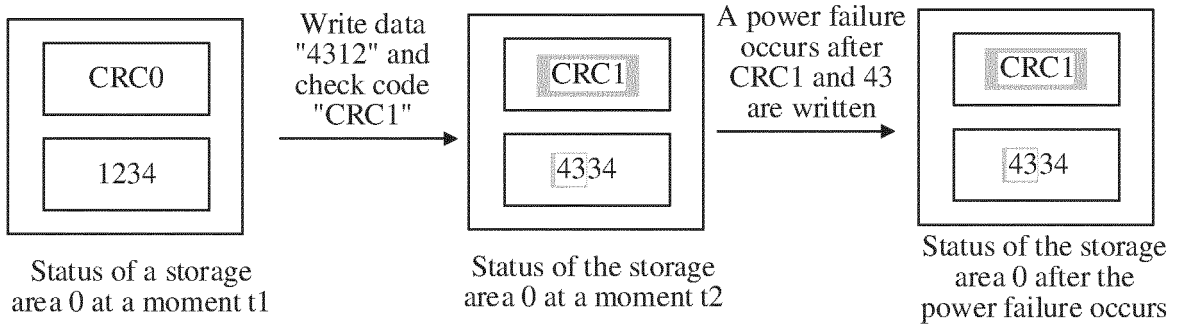 CRC0
1234
Status of a storage
area 0 at a moment t1
Write data
"4312" and
check code
"CRC1"
CRC1
4334
Status of the storage
area 0 at a moment t2
A power failure
occurs after
CRC1 and 43
are written
CRC1
4334
Status of the storage
area 0 after the
power failure occurs